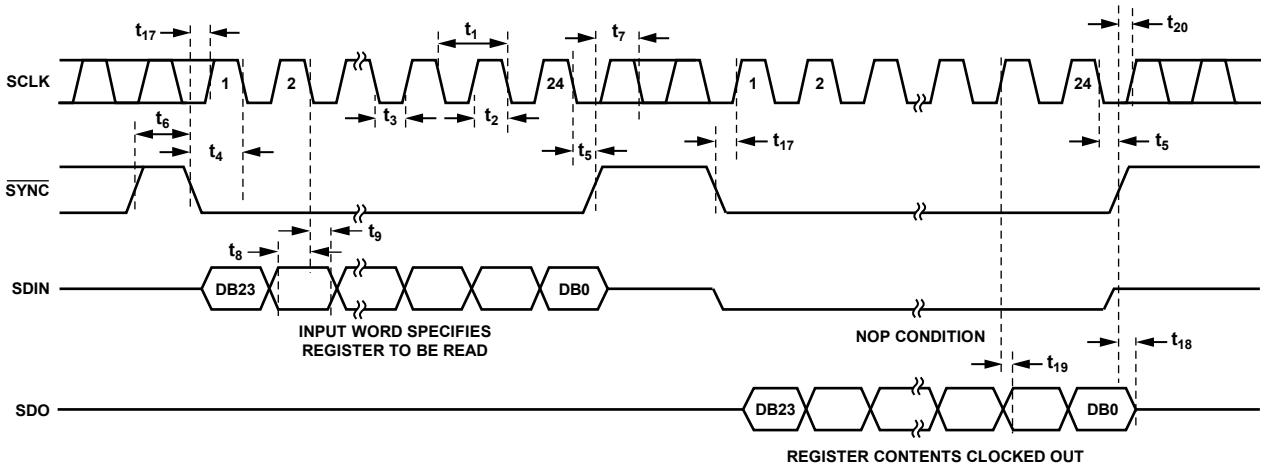 t17
t1
t7
t20
SCLK
1
2
24
1
2
24
t3
t2
t6
t4
t5
t17
t5
SYNC
t8
t9
SDIN
DB23
DB0
INPUT WORD SPECIFIES
REGISTER TO BE READ
NOP CONDITION
t19
t18
SDO
DB23
DB0
REGISTER CONTENTS CLOCKED OUT